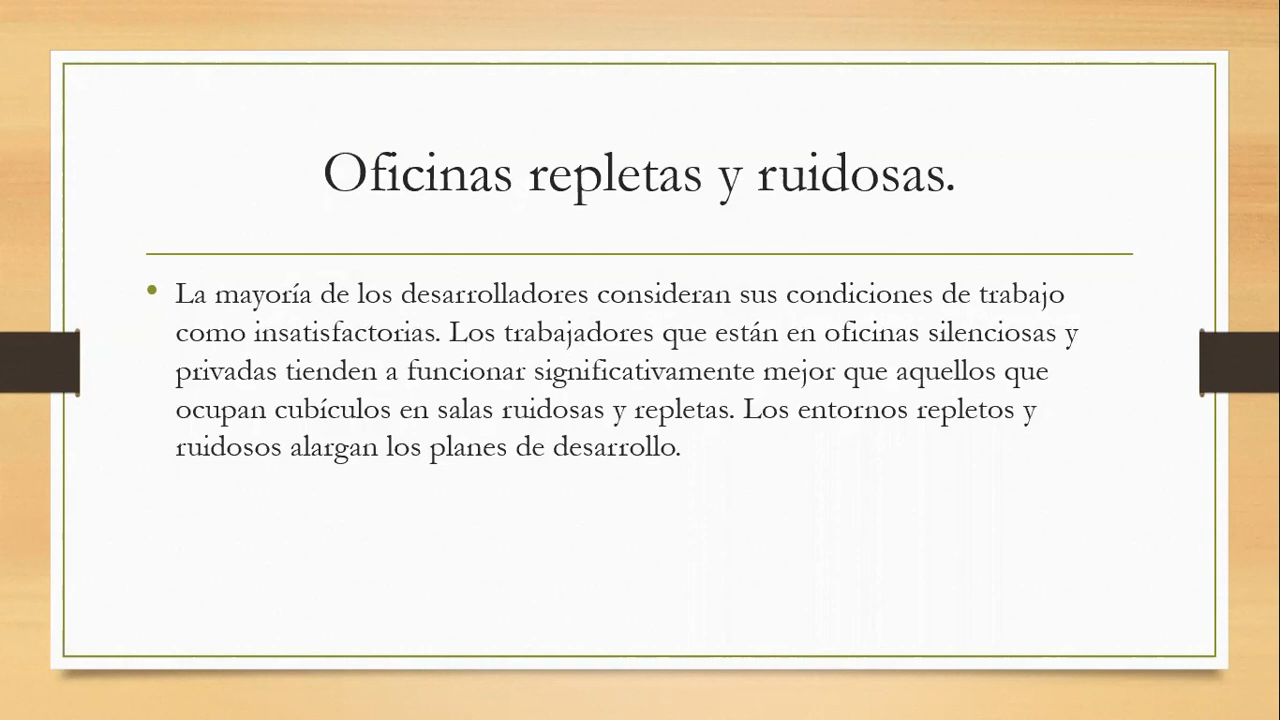 Oficinas repletas y ruidosas.
• La mayoría de los desarrolladores consideran sus condiciones de trabajo
como insatisfactorias. Los trabajadores que están en oficinas silenciosas y
privadas tienden a funcionar significativamente mejor que aquellos que
ocupan cubículos en salas ruidosas y repletas. Los entornos repletos y
ruidosos alargan los planes de desarrollo.